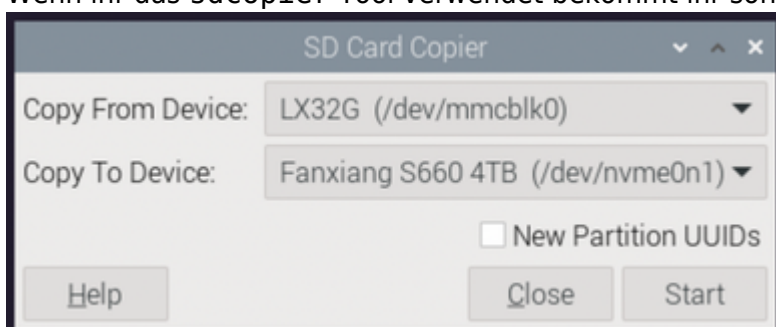 SD Card Copier
Copy From Device: LX32G (/dev/mmcblk0)
Copy To Device: Fanxiang S660 4TB (/dev/nvme0n1)
New Partition UUIDs
Help Close Start